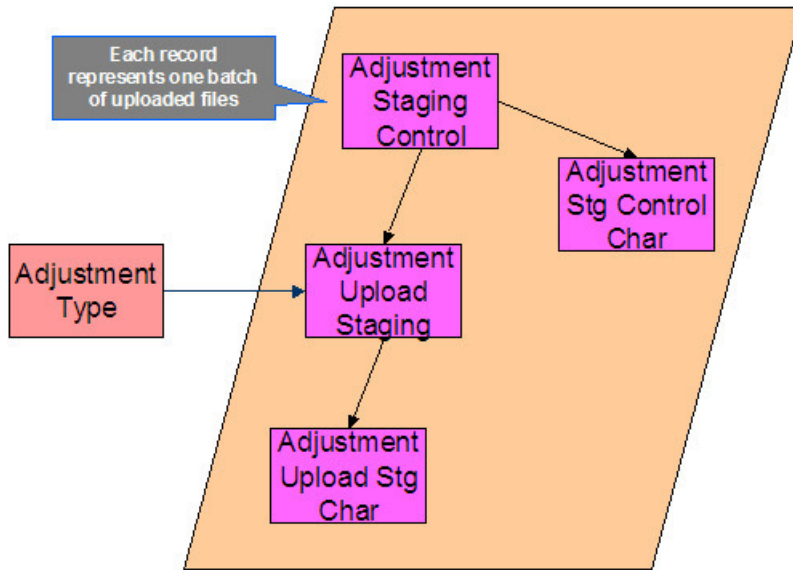 Each record
represents one batch
of uploaded files
Adjustment
Staging
Control
Adjustment
Stg Control
Char
Adjustment
Type
Adjustment
Upload
Staging
Adjustment
Upload Stg
Char